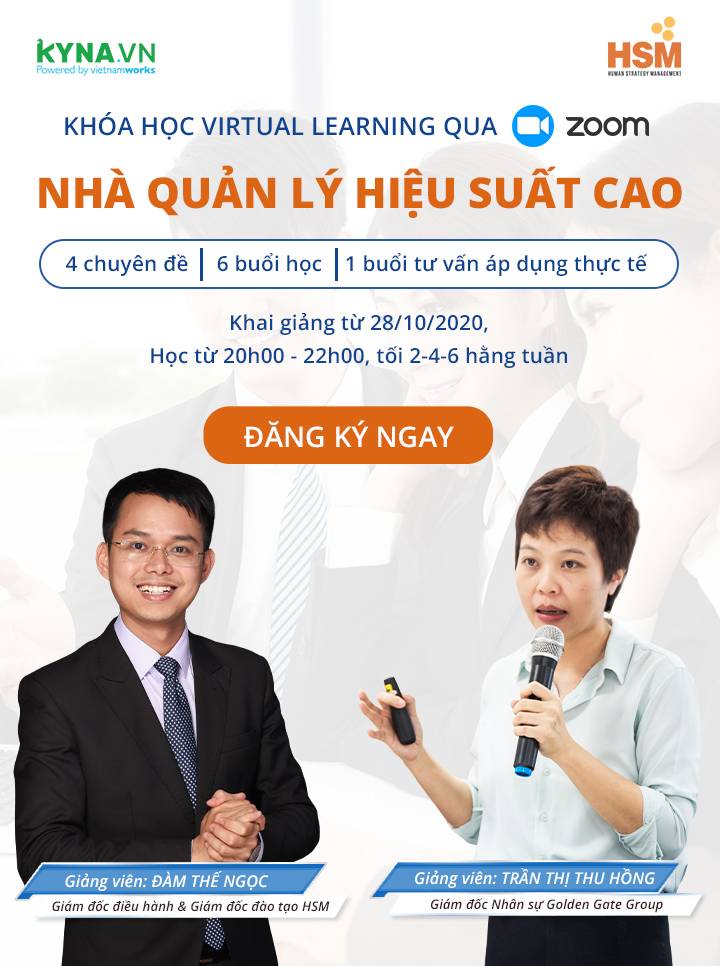 KYNA.VN
Powered by vietnamworks
HSM
HUMAN STRATEGY MANAGEMENT
KHÓA HỌC VIRTUAL LEARNING QUA zoom
NHÀ QUẢN LÝ HIỆU SUẤT CAO
4 chuyên đề | 6 buổi học | 1 buổi tư vấn áp dụng thực tế
Khai giảng từ 28/10/2020,
Học từ 20h00 - 22h00, tối 2-4-6 hằng tuần
ĐĂNG KÝ NGAY
Giảng viên: ĐÀM THẾ NGỌC
Giám đốc điều hành & Giám đốc đào tạo HSM
Giảng viên: TRẦN THỊ THU HỒNG
Giám đốc Nhân sự Golden Gate Group